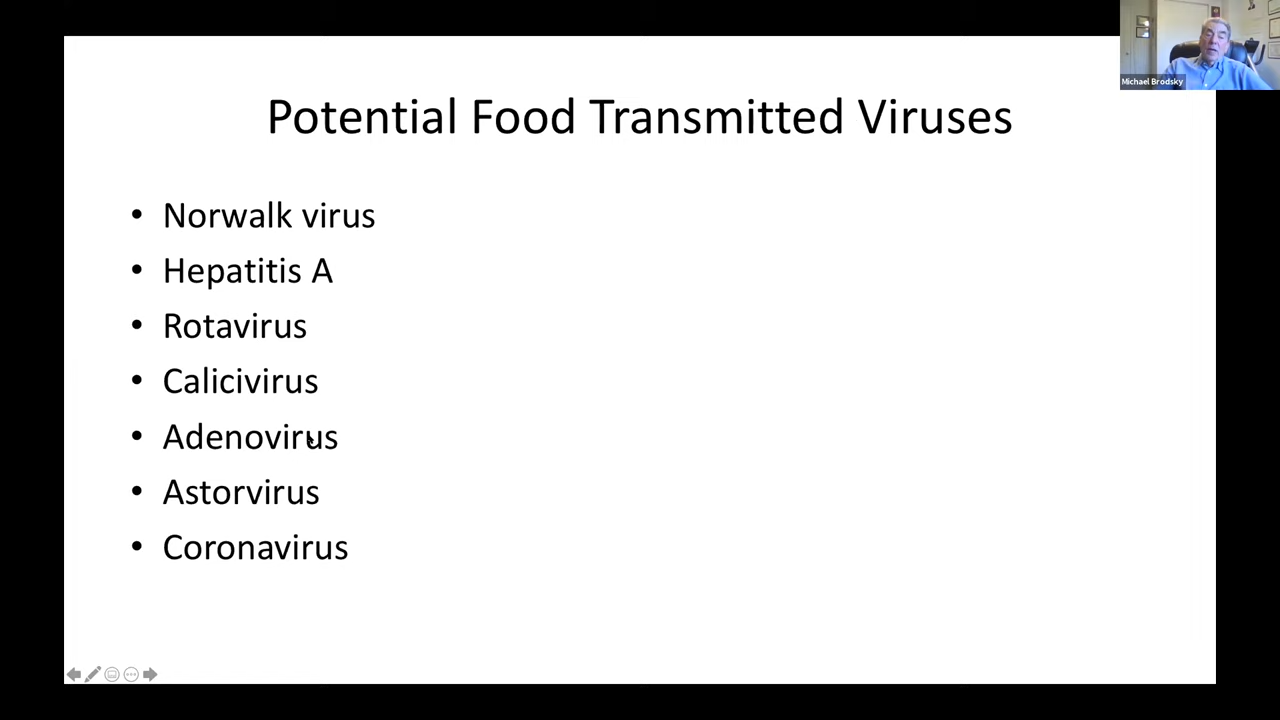 Michael Brodsky
Potential Food Transmitted Viruses
• Norwalk virus
• Hepatitis A
• Rotavirus
• Calicivirus
• Adenovirus
• Astorvirus
• Coronavirus